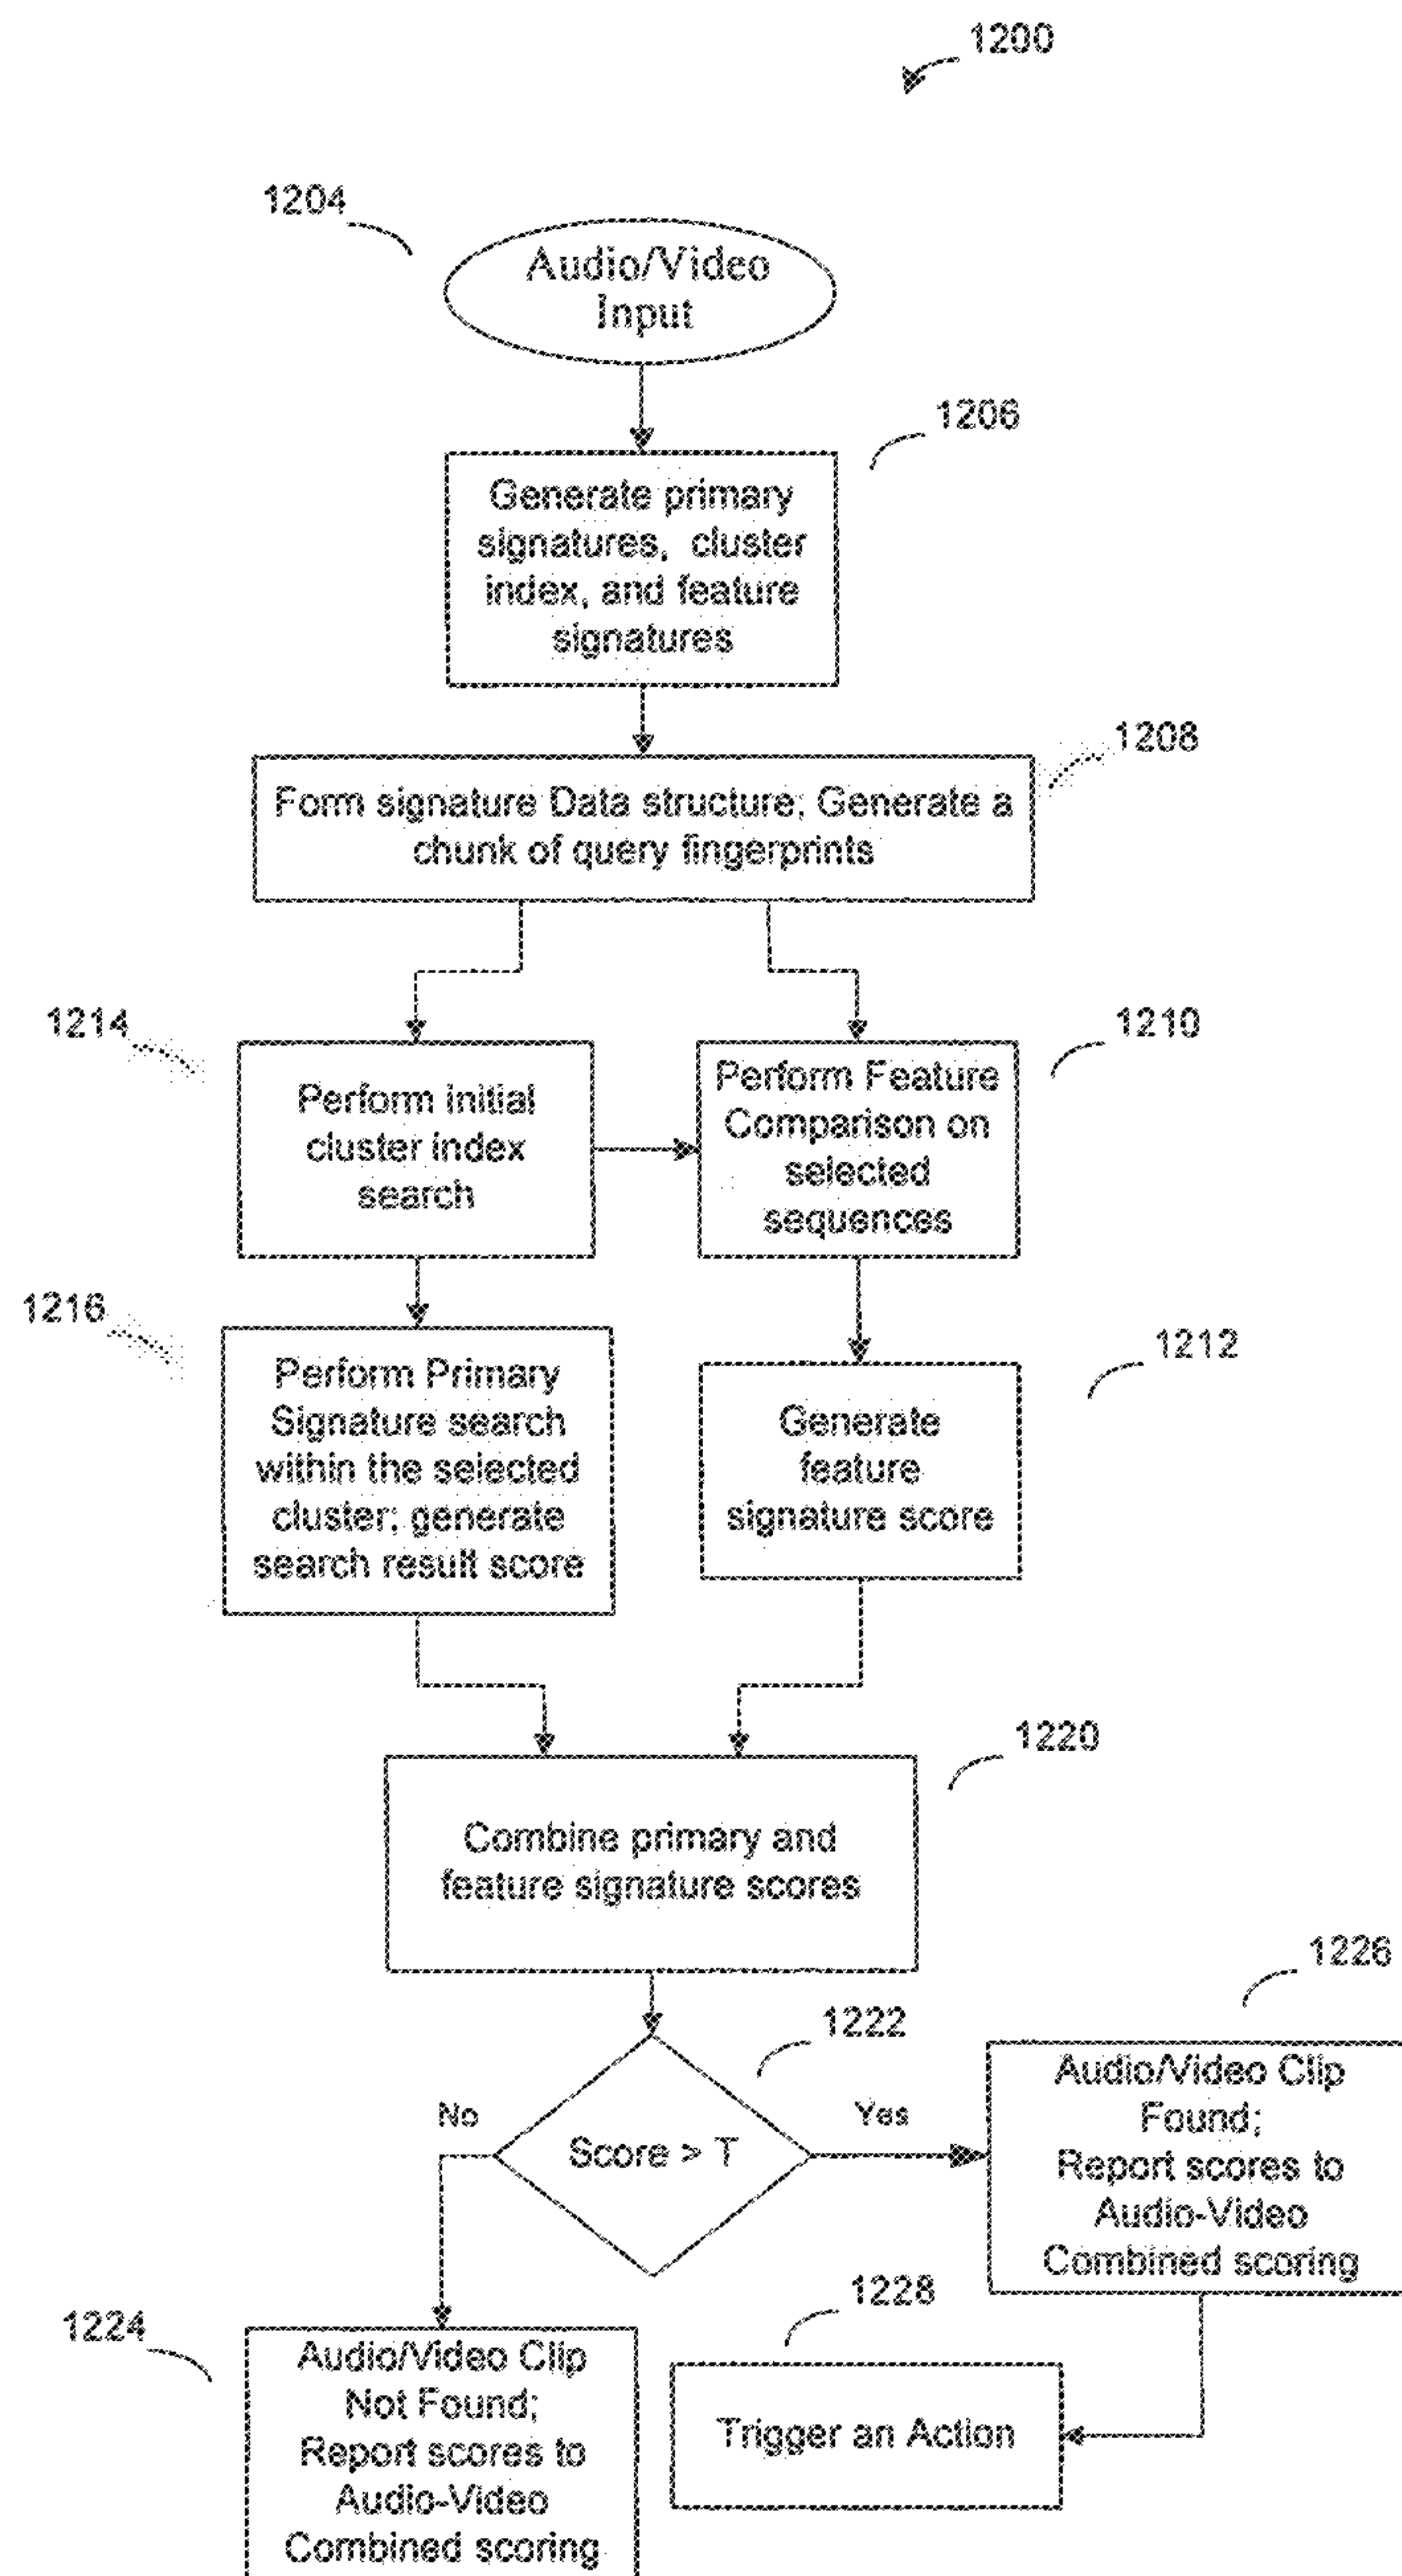 1200
1204
Audio/Video
Input
1206
Generate primary
signatures, cluster
index, and feature
signatures
1208
Form signature Data structure; Generate a
chunk of query fingerprints
1214
Perform initial
cluster index
search
1210
Perform Feature
Comparison on
selected
sequences
1216
Perform Primary
Signature search
within the selected
cluster; generate
search result score
1212
Generate
feature
signature score
1220
Combine primary and
feature signature scores
1222
Score > T
No
Yes
1226
Audio/Video Clip
Found;
Report scores to
Audio-Video
Combined scoring
1224
Audio/Video Clip
Not Found;
Report scores to
Audio-Video
Combined scoring
1228
Trigger an Action